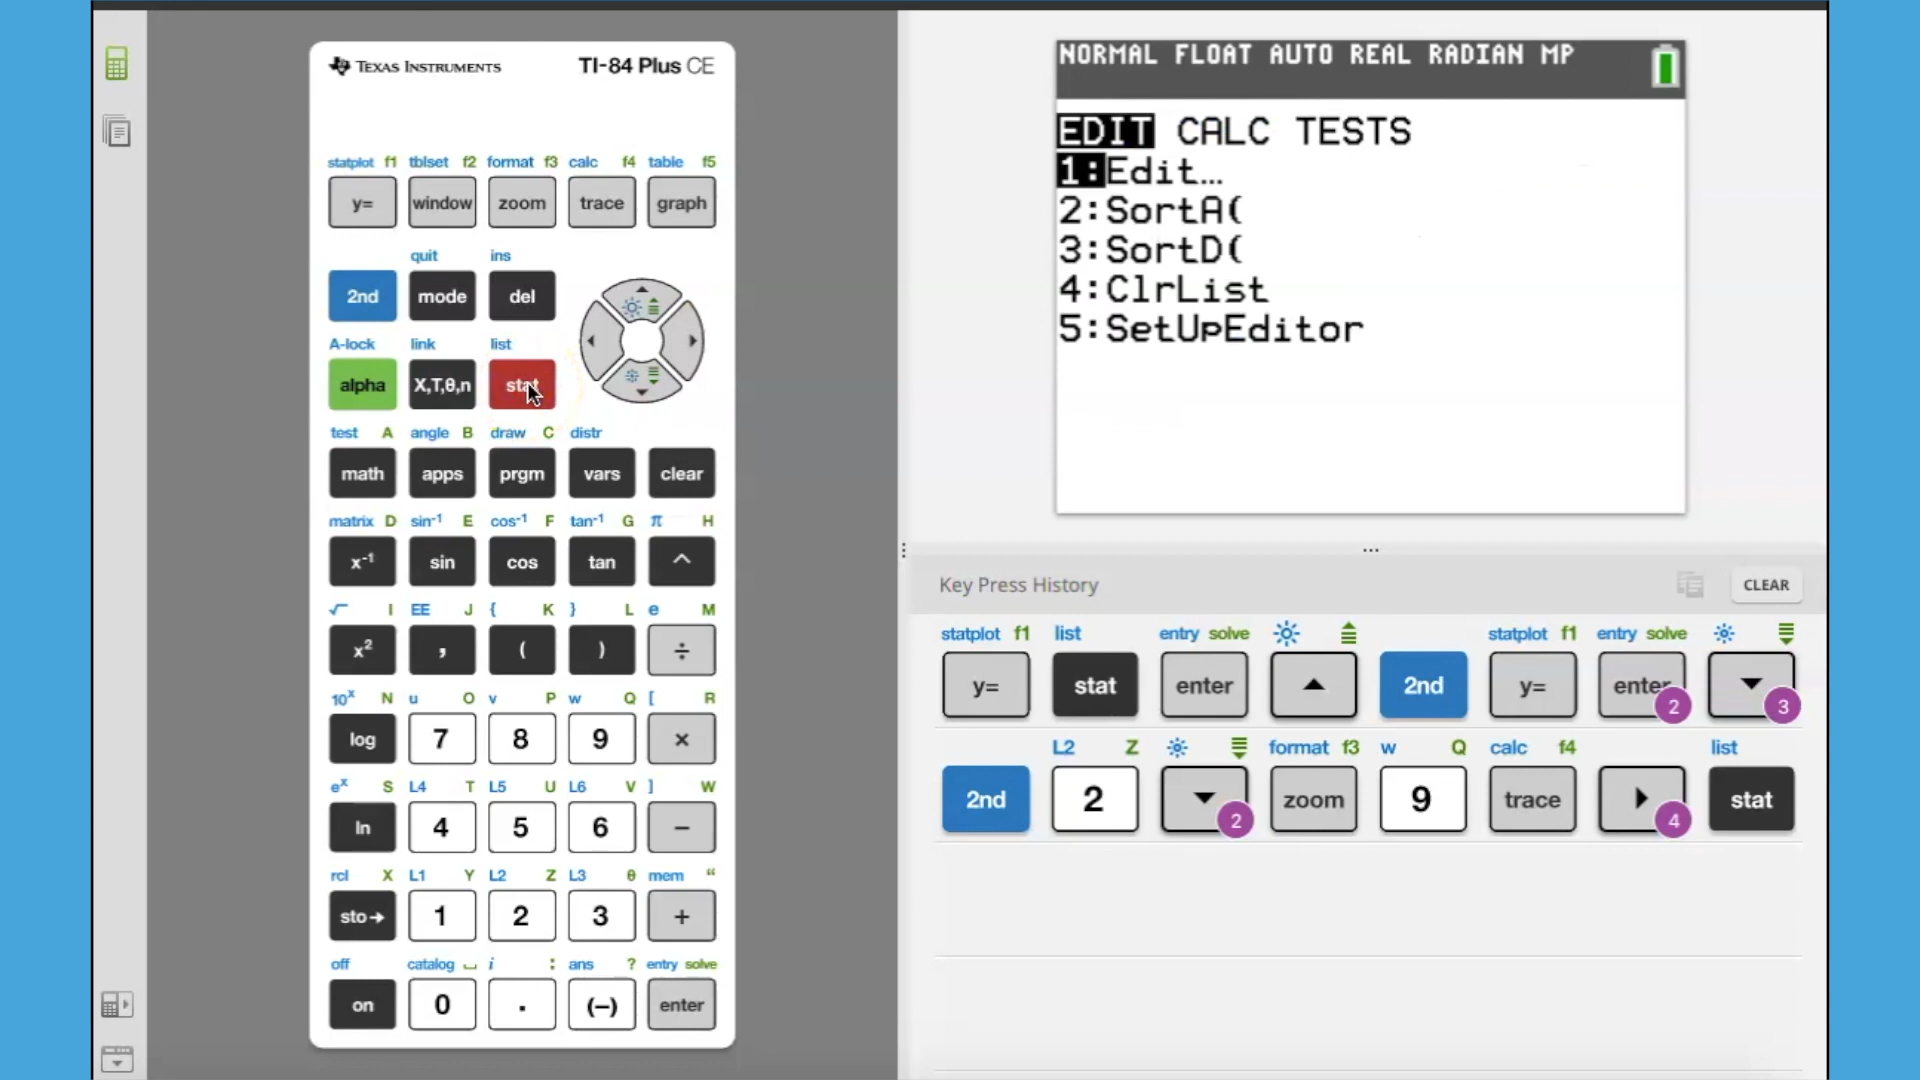 TEXAS INSTRUMENTS TI-84 Plus CE
statplot f1 tblset f2 format f3 calc f4 table f5
y= window zoom trace graph
quit ins
2nd mode del
A-lock link list
alpha X,T,θ,n stat
test A angle B draw C distr
math apps prgm vars clear
matrix D sin⁻¹ E cos⁻¹ F tan⁻¹ G π H
x⁻¹ sin cos tan ^
√ I EE J { K } L e M
x² , ( ) ÷
10ˣ N u O v P w Q [ R
log 7 8 9 ×
eˣ S L4 T L5 U L6 V ] W
ln 4 5 6 −
rcl X L1 Y L2 Z L3 θ mem “
sto→ 1 2 3 +
off catalog ⎵ i : ans ? entry solve
on 0 . (−) enter
NORMAL FLOAT AUTO REAL RADIAN MP
EDIT CALC TESTS
1:Edit…
2:SortA(
3:SortD(
4:ClrList
5:SetUpEditor
Key Press History CLEAR
statplot f1 list entry solve statplot f1 entry solve
y= stat enter 2nd y= enter 2 3
L2 Z format f3 w Q calc f4 list
2nd 2 2 zoom 9 trace 4 stat